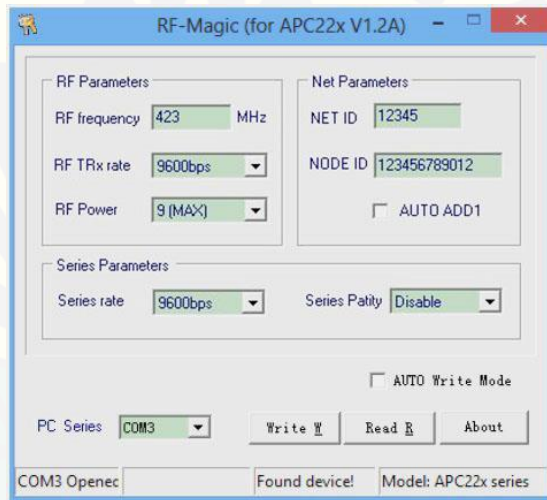 RF-Magic (for APC22x V1.2A)
RF Parameters
RF frequency 423 MHz
RF TRx rate 9600bps
RF Power 9 (MAX)
Net Parameters
NET ID 12345
NODE ID 123456789012
AUTO ADD1
Series Parameters
Series rate 9600bps Series Patity Disable
AUTO Write Mode
PC Series COM3 Write W Read R About
COM3 Openec Found device! Model: APC22x series